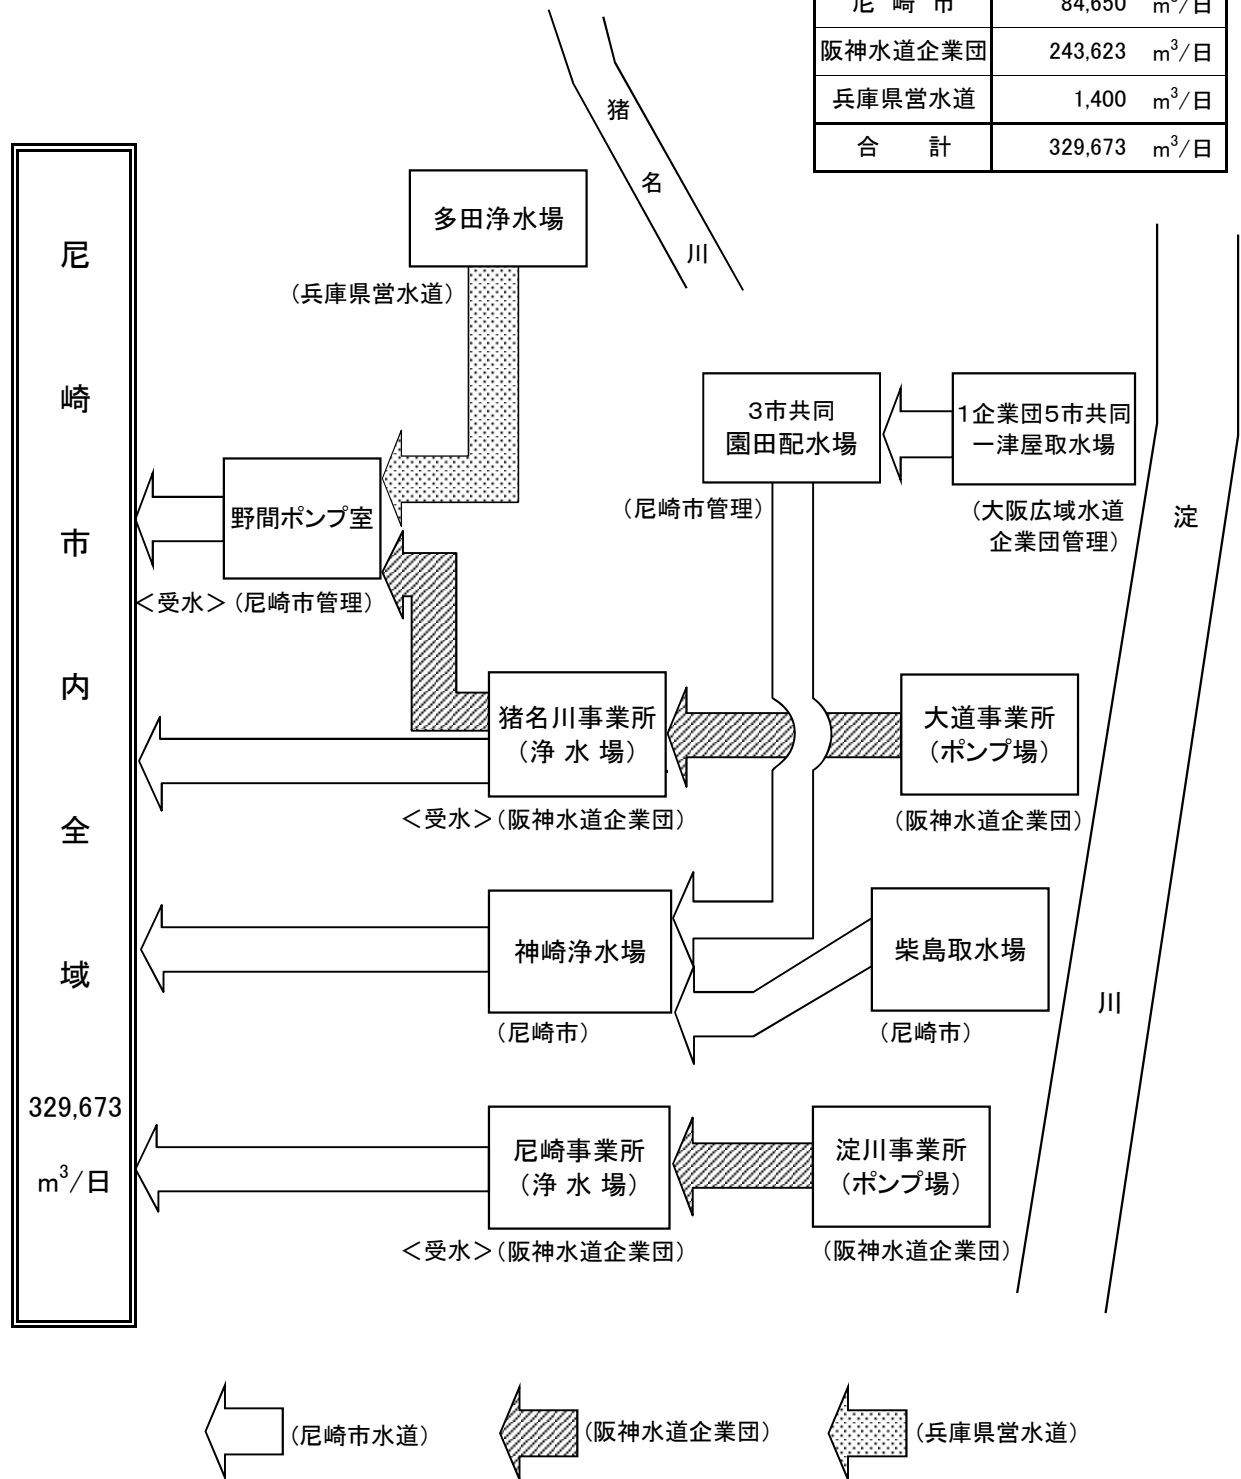 尼 崎 市 84,650 m³/日
阪神水道企業団 243,623 m³/日
兵庫県営水道 1,400 m³/日
合 計 329,673 m³/日
猪
名
川
多田浄水場
(兵庫県営水道)
尼
崎
市
内
全
域
329,673
m³/日
3市共同
園田配水場
(尼崎市管理)
1企業団5市共同
一津屋取水場
(大阪広域水道
企業団管理)
淀
川
野間ポンプ室
<受水>(尼崎市管理)
猪名川事業所
(浄 水 場)
<受水>(阪神水道企業団)
大道事業所
(ポンプ場)
(阪神水道企業団)
神崎浄水場
(尼崎市)
柴島取水場
(尼崎市)
尼崎事業所
(浄 水 場)
<受水>(阪神水道企業団)
淀川事業所
(ポンプ場)
(阪神水道企業団)
(尼崎市水道)
(阪神水道企業団)
(兵庫県営水道)